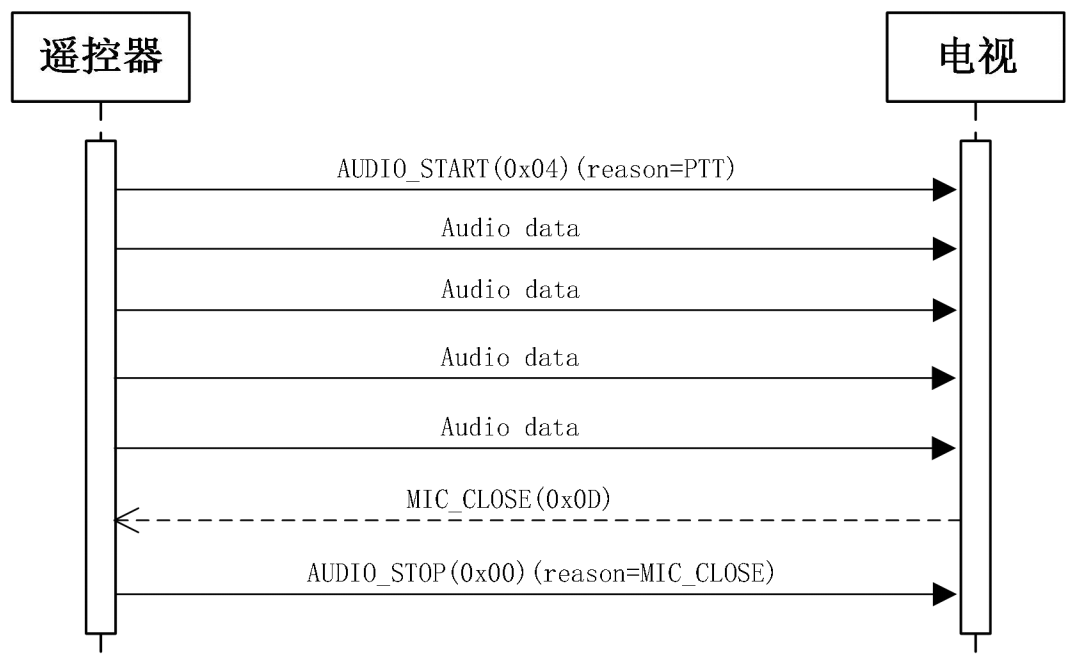 遥控器
电视
AUDIO_START(0x04)(reason=PTT)
Audio data
Audio data
Audio data
Audio data
MIC_CLOSE(0x0D)
AUDIO_STOP(0x00)(reason=MIC_CLOSE)